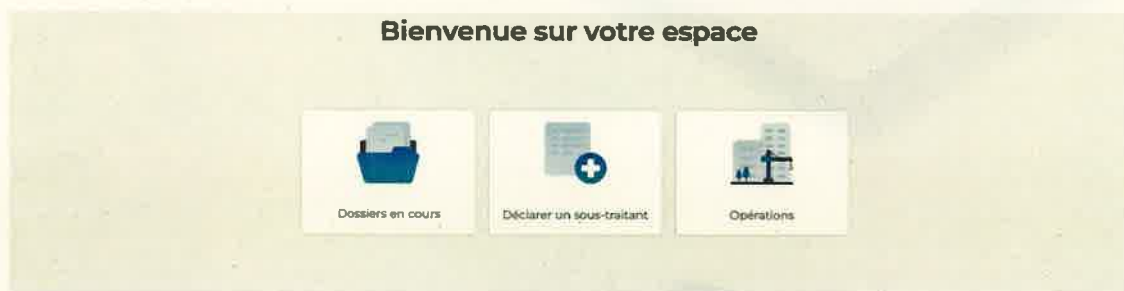 Bienvenue sur votre espace
Dossiers en cours
Déclarer un sous-traitant
Opérations